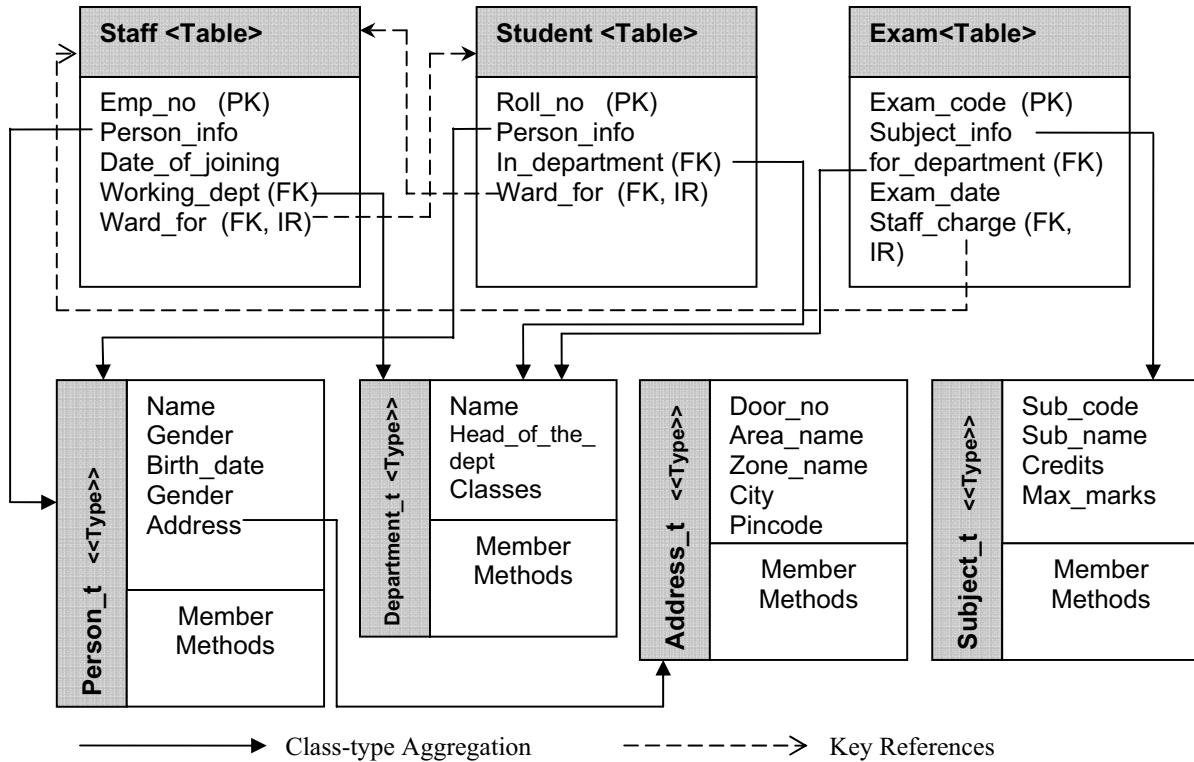 Staff <Table>
Emp_no (PK)
Person_info
Date_of_joining
Working_dept (FK)
Ward_for (FK, IR)
Student <Table>
Roll_no (PK)
Person_info
In_department (FK)
Ward_for (FK, IR)
Exam<Table>
Exam_code (PK)
Subject_info
for_department (FK)
Exam_date
Staff_charge (FK,
IR)
Person_t <<Type>>
Name
Gender
Birth_date
Gender
Address
Member
Methods
Department_t <Type>>
Name
Head_of_the_
dept
Classes
Member
Methods
Address_t <<Type>>
Door_no
Area_name
Zone_name
City
Pincode
Member
Methods
Subject_t <<Type>>
Sub_code
Sub_name
Credits
Max_marks
Member
Methods
Class-type Aggregation
Key References